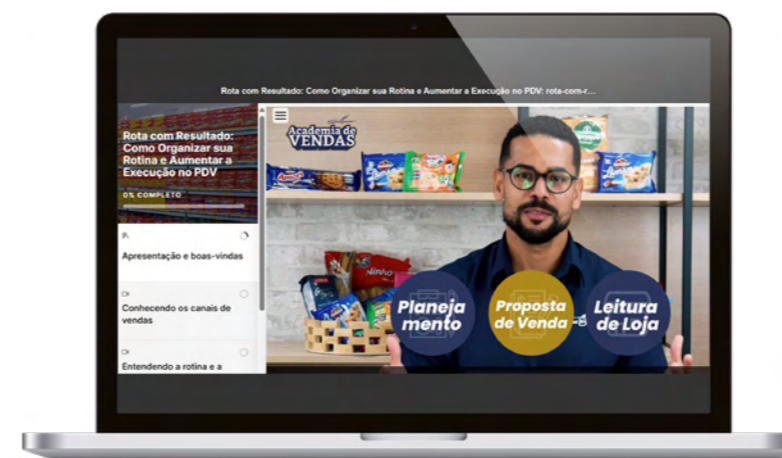 Rota com Resultado: Como Organizar sua Rotina e Aumentar a Execução no PDV: rota-com-r...
Rota com Resultado:
Como Organizar sua
Rotina e Aumentar a
Execução no PDV
0% COMPLETO
Apresentação e boas-vindas
Conhecendo os canais de
vendas
Entendendo a rotina e a
Academia de
VENDAS
Ninho
Planeja
mento
Proposta
de Venda
Leitura
de Loja